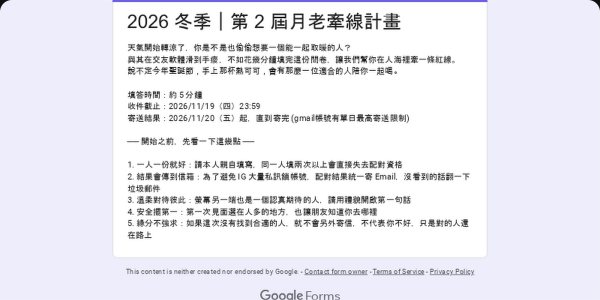 2026 冬季｜第 2 屆月老牽線計畫
天氣開始轉涼了，你是不是也偷偷想要一個能一起取暖的人？
與其在交友軟體滑到手痠，不如花幾分鐘填完這份問卷，讓我們幫你在人海裡牽一條紅線。
說不定今年聖誕節，手上那杯熱可可，會有那麼一位適合的人陪你一起喝。
填答時間：約 5 分鐘
收件截止：2026/11/19（四）23:59
寄送結果：2026/11/20（五）起，直到寄完 (gmail帳號有單日最高寄送限制)
── 開始之前，先看一下這幾點 ──
1. 一人一份就好：請本人親自填寫，同一人填兩次以上會直接失去配對資格
2. 結果會傳到信箱：為了避免 IG 大量私訊鎖帳號，配對結果統一寄 Email，沒看到的話翻一下
垃圾郵件
3. 溫柔對待彼此：螢幕另一端也是一個認真期待的人，請用禮貌開啟第一句話
4. 安全擺第一：第一次見面選在人多的地方，也讓朋友知道你去哪裡
5. 緣分不強求：如果這次沒有找到合適的人，就不會另外寄信，不代表你不好，只是對的人還
在路上
This content is neither created nor endorsed by Google. - Contact form owner - Terms of Service - Privacy Policy
Google Forms